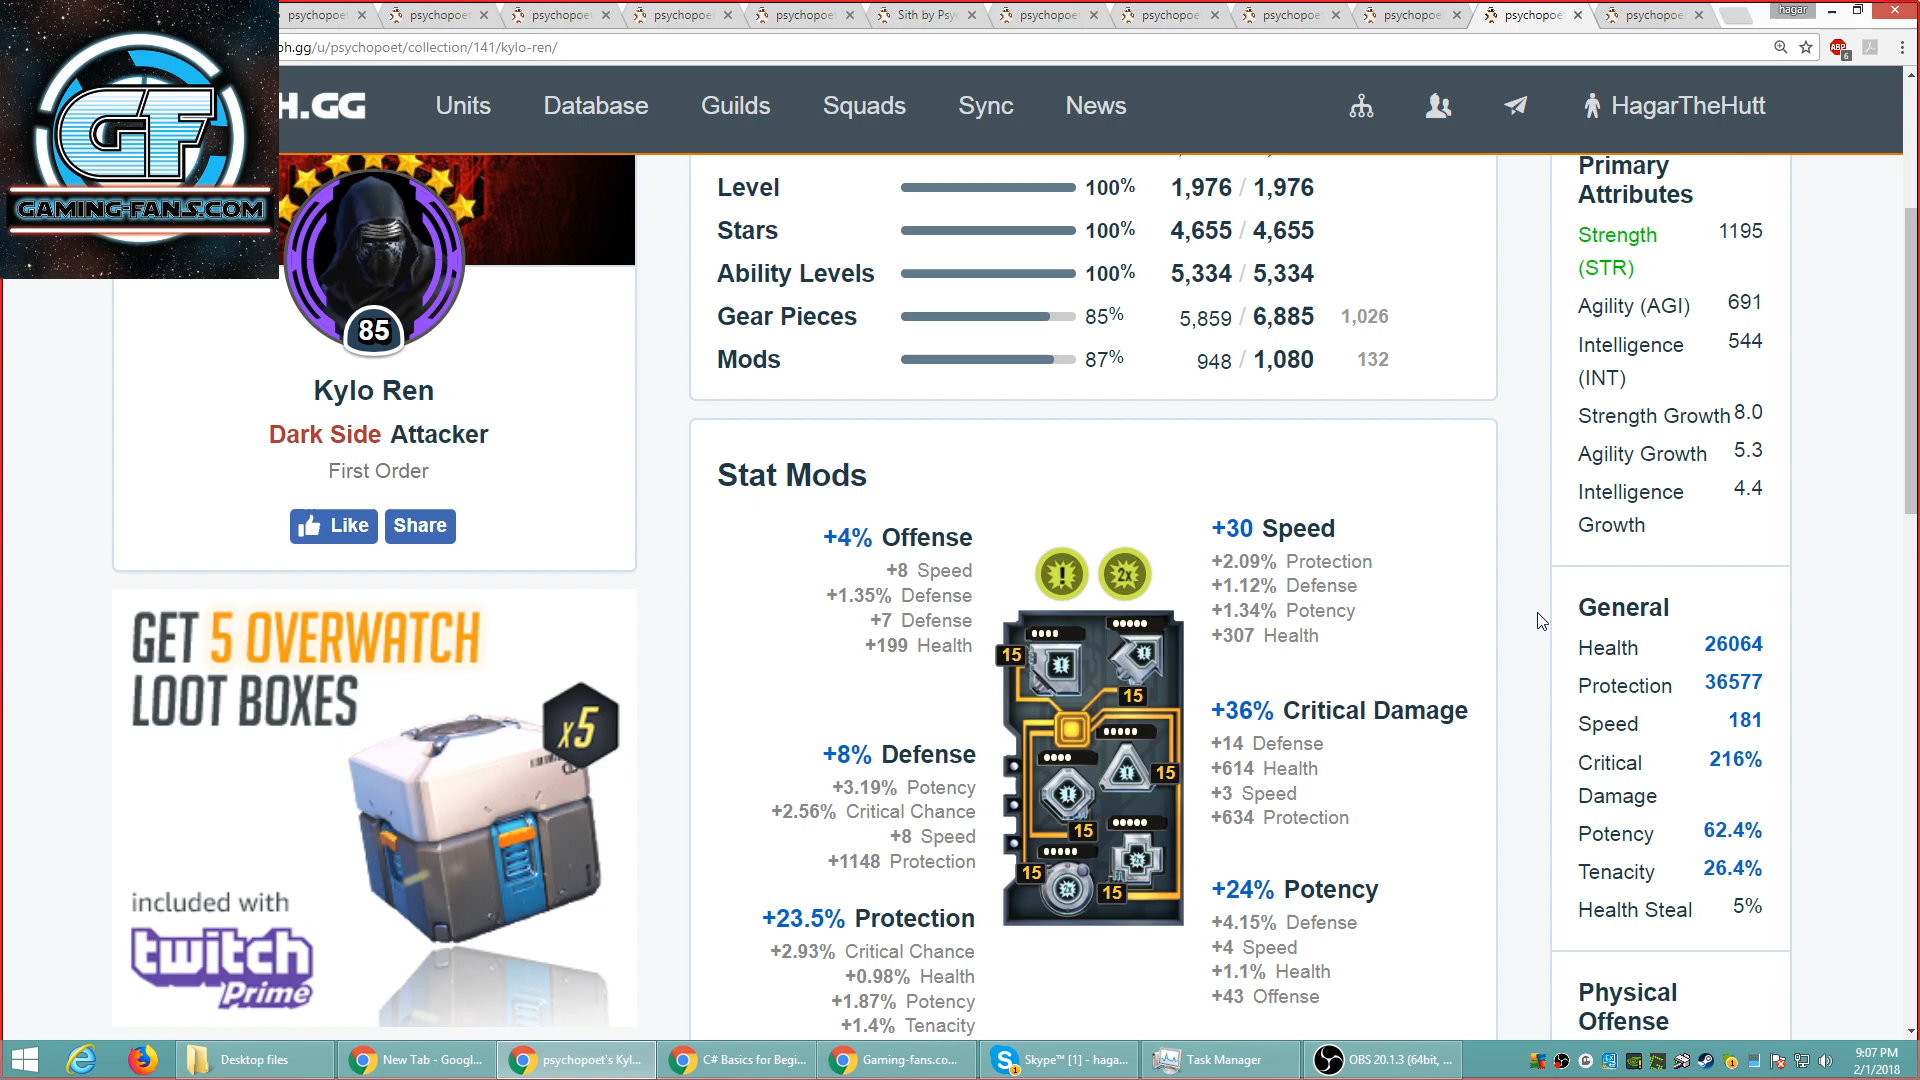 psychopoet
psychopoe
psychopoe
psychopoe
psychopoe
Sith by Psy
psychopoe
psychopoe
psychopoe
psychopoe
psychopoe
psychopoe
hagar
ph.gg/u/psychopoet/collection/141/kylo-ren/
ABP
6
GF
GAMING-FANS.COM
H.GG
Units
Database
Guilds
Squads
Sync
News
HagarTheHutt
85
Kylo Ren
Dark Side Attacker
First Order
Like
Share
GET 5 OVERWATCH
LOOT BOXES
x5
included with
twitch
Prime
Level 100% 1,976 / 1,976
Stars 100% 4,655 / 4,655
Ability Levels 100% 5,334 / 5,334
Gear Pieces 85% 5,859 / 6,885 1,026
Mods 87% 948 / 1,080 132
Stat Mods
+4% Offense
+8 Speed
+1.35% Defense
+7 Defense
+199 Health
+8% Defense
+3.19% Potency
+2.56% Critical Chance
+8 Speed
+1148 Protection
+23.5% Protection
+2.93% Critical Chance
+0.98% Health
+1.87% Potency
+1.4% Tenacity
2x
15
15
15
15
15
15
+30 Speed
+2.09% Protection
+1.12% Defense
+1.34% Potency
+307 Health
+36% Critical Damage
+14 Defense
+614 Health
+3 Speed
+634 Protection
+24% Potency
+4.15% Defense
+4 Speed
+1.1% Health
+43 Offense
Primary
Attributes
Strength 1195
(STR)
Agility (AGI) 691
Intelligence 544
(INT)
Strength Growth 8.0
Agility Growth 5.3
Intelligence 4.4
Growth
General
Health 26064
Protection 36577
Speed 181
Critical 216%
Damage
Potency 62.4%
Tenacity 26.4%
Health Steal 5%
Physical
Offense
Desktop files
New Tab - Googl...
psychopoet's Kyl...
C# Basics for Begi...
Gaming-fans.co...
Skype™ [1] - haga...
Task Manager
OBS 20.1.3 (64bit, ...
9:07 PM
2/1/2018